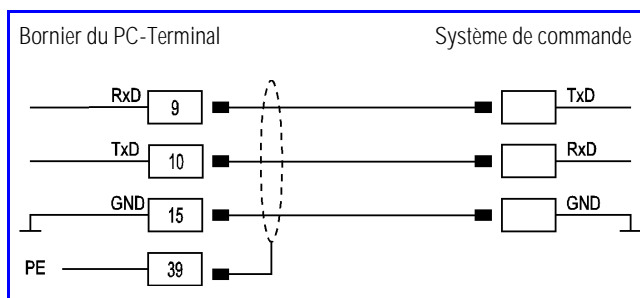 Bornier du PC-Terminal Système de commande
RxD 9 TxD
TxD 10 RxD
GND 15 GND
PE 39